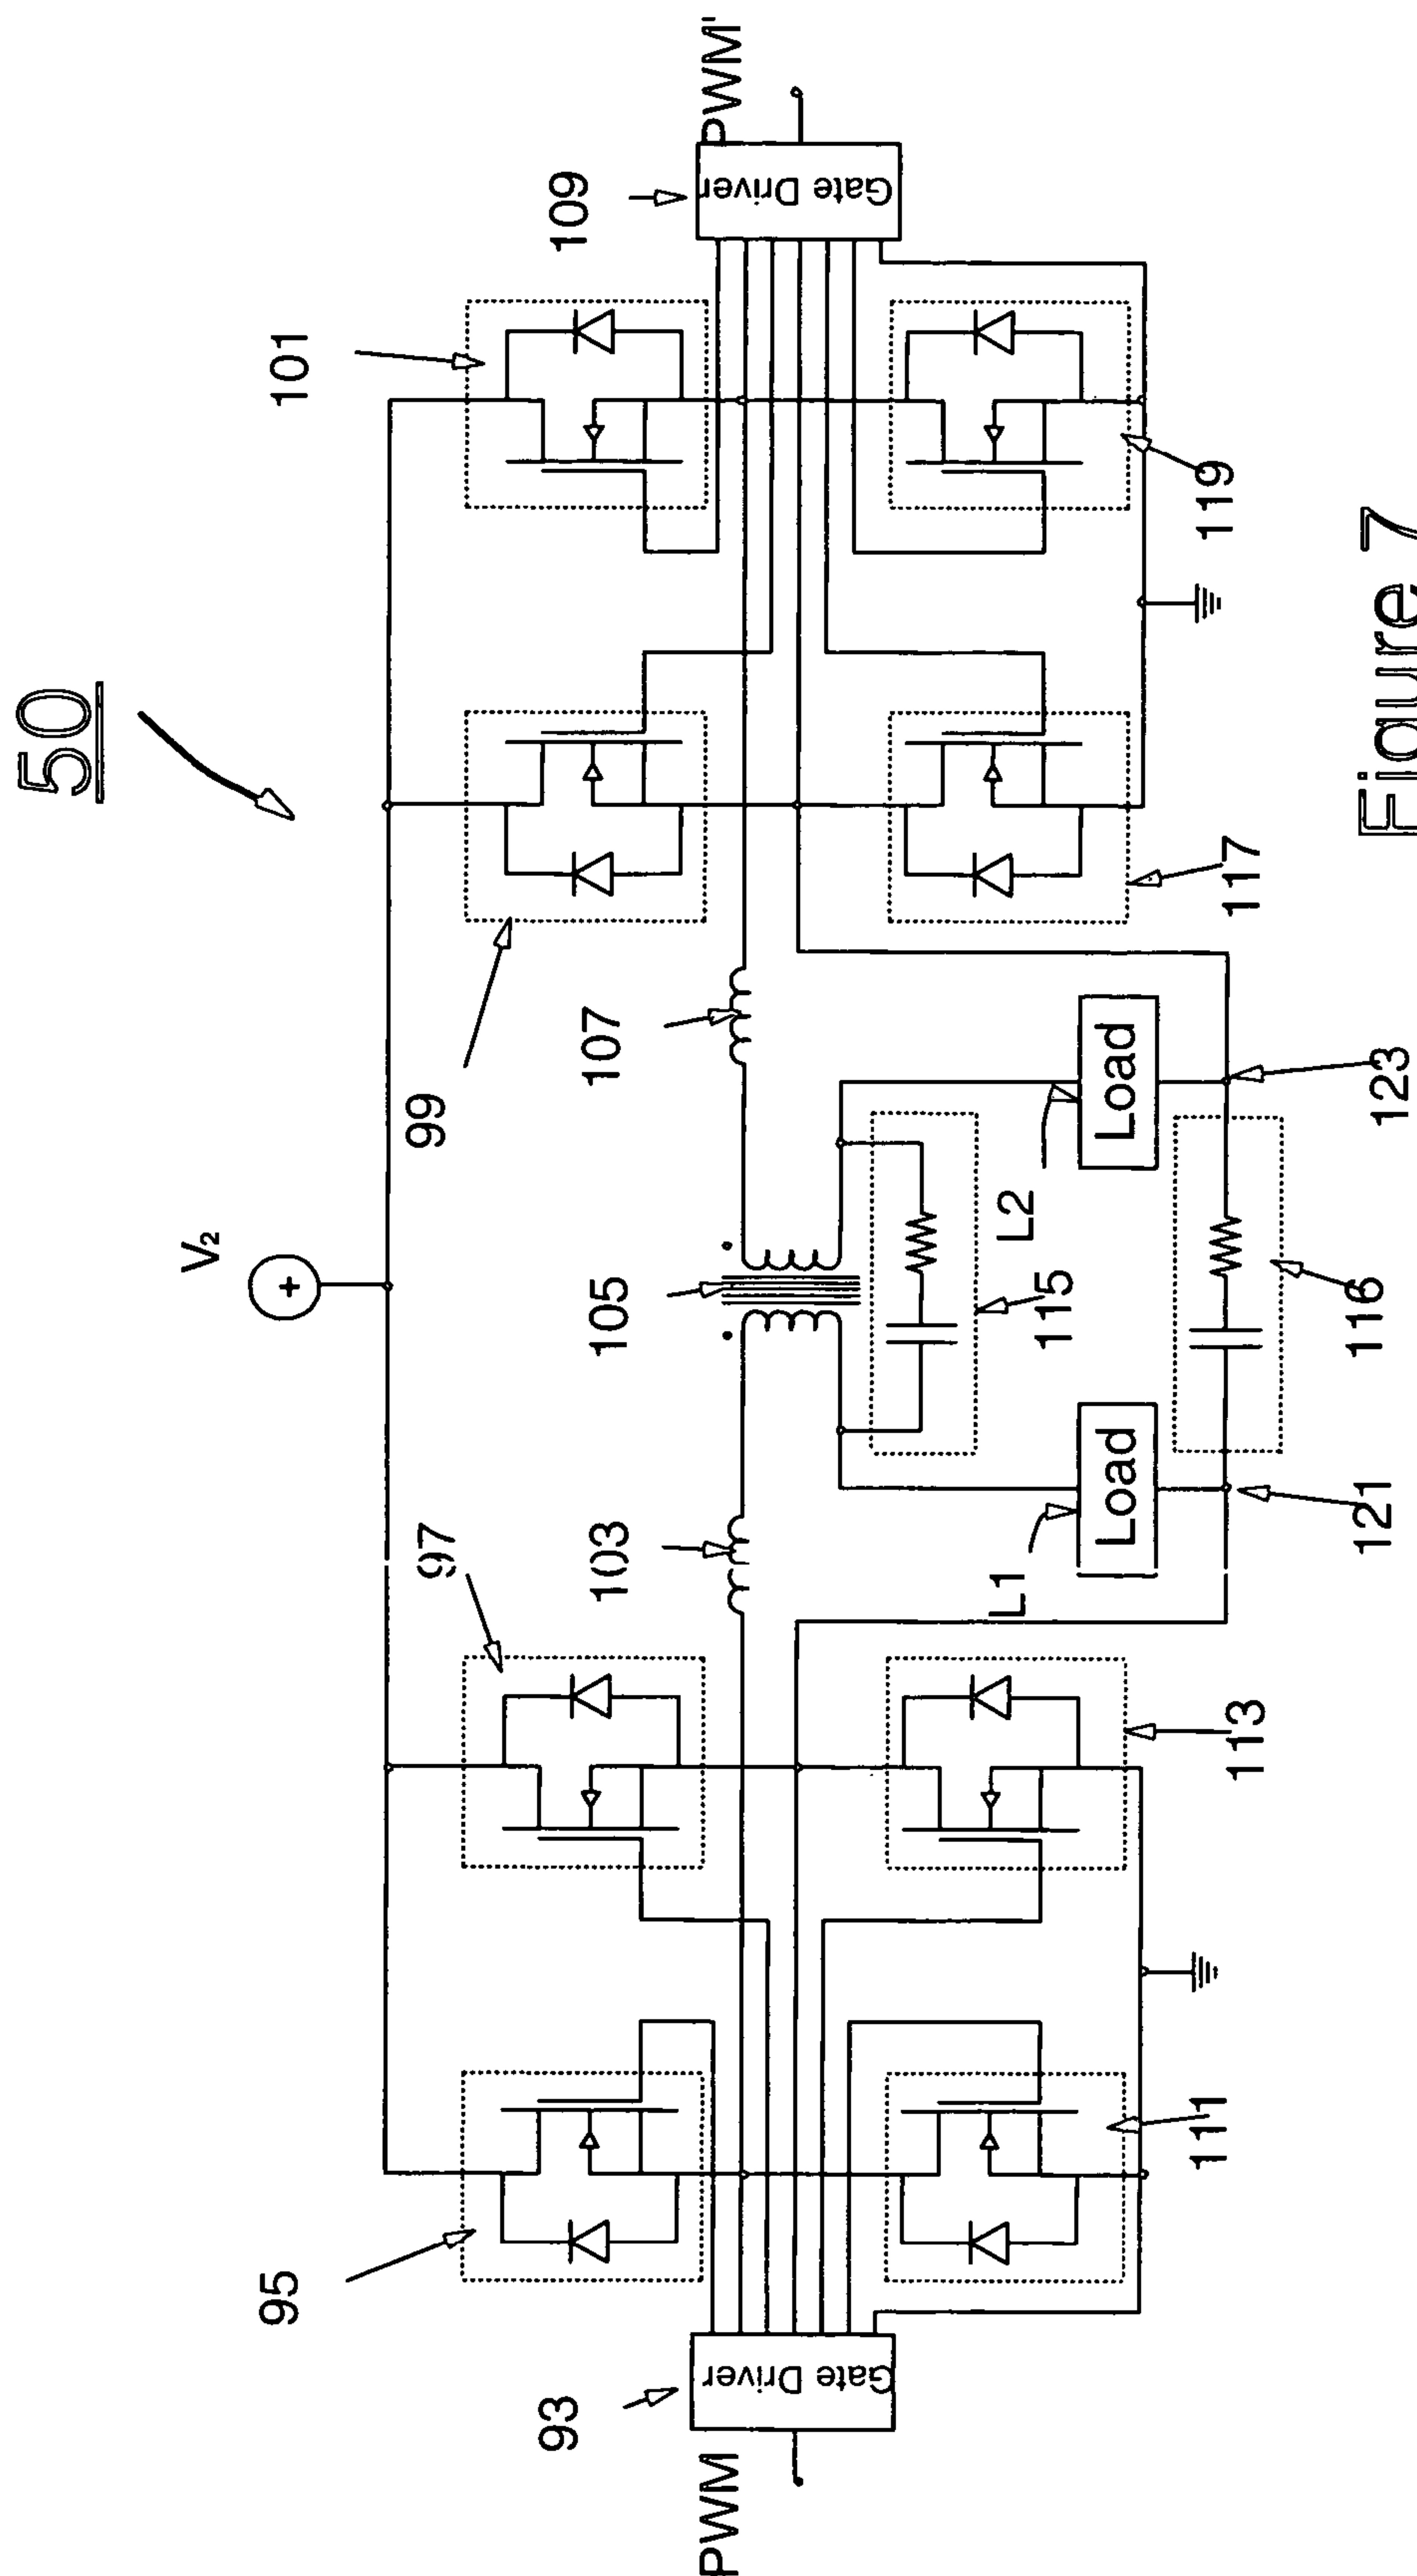 50
V₂
95
97
99
101
93
PWM
Gate Driver
103
105
107
109
PWM'
Gate Driver
L1
Load
115
L2
Load
111
113
121
116
123
117
119
Figure 7